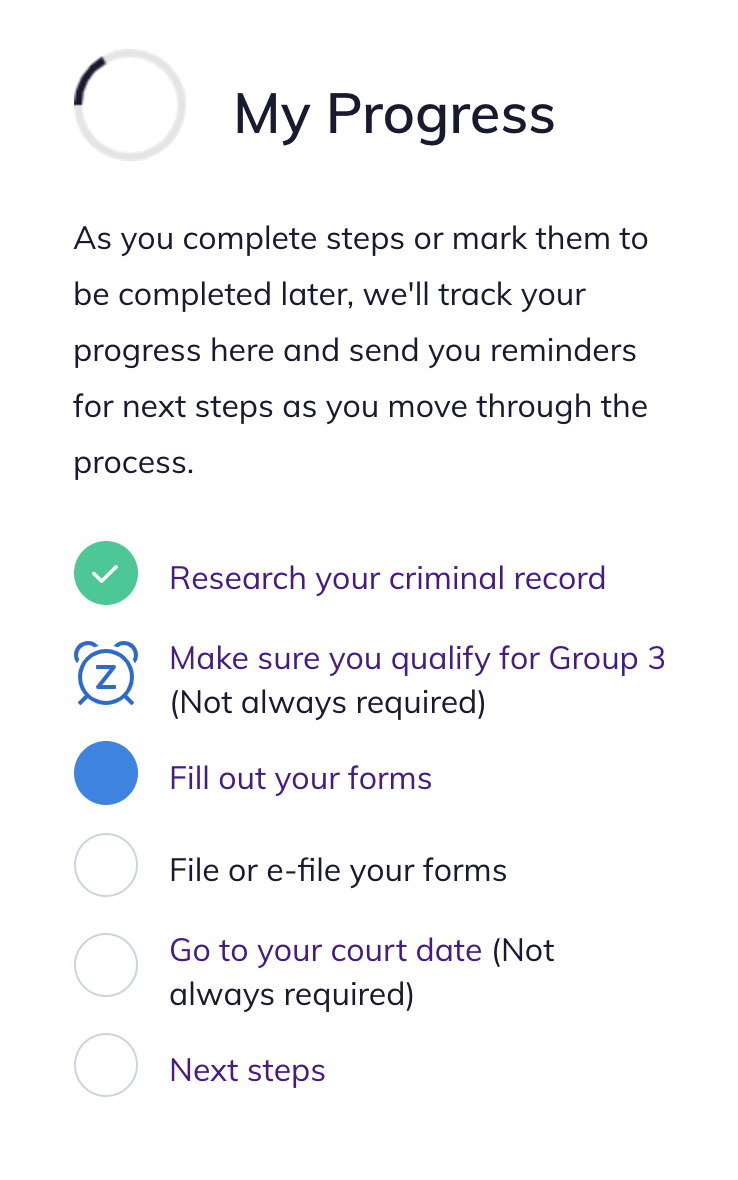 My Progress
As you complete steps or mark them to
be completed later, we'll track your
progress here and send you reminders
for next steps as you move through the
process.
Research your criminal record
Z
Make sure you qualify for Group 3
(Not always required)
Fill out your forms
File or e-file your forms
Go to your court date (Not
always required)
Next steps